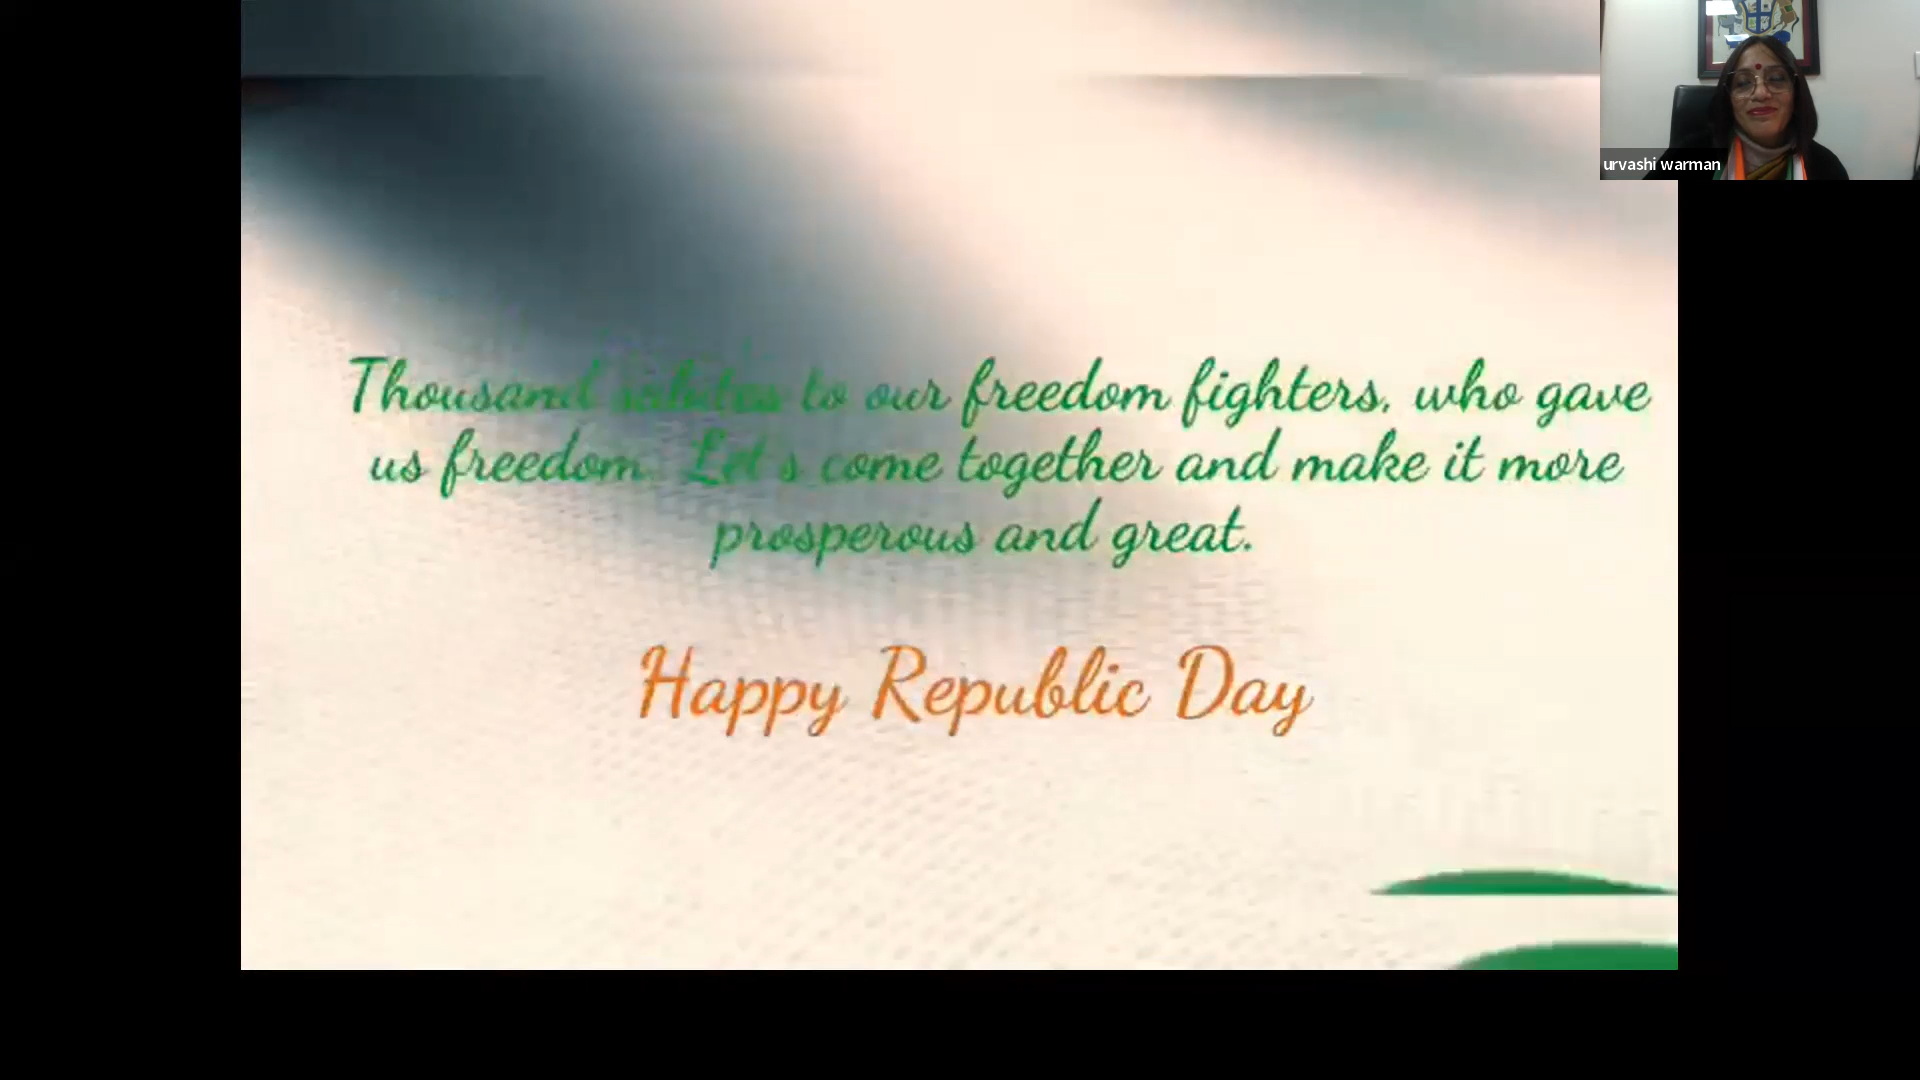 urvashi warman
Thousand salutes to our freedom fighters, who gave
us freedom. Let's come together and make it more
prosperous and great.
Happy Republic Day